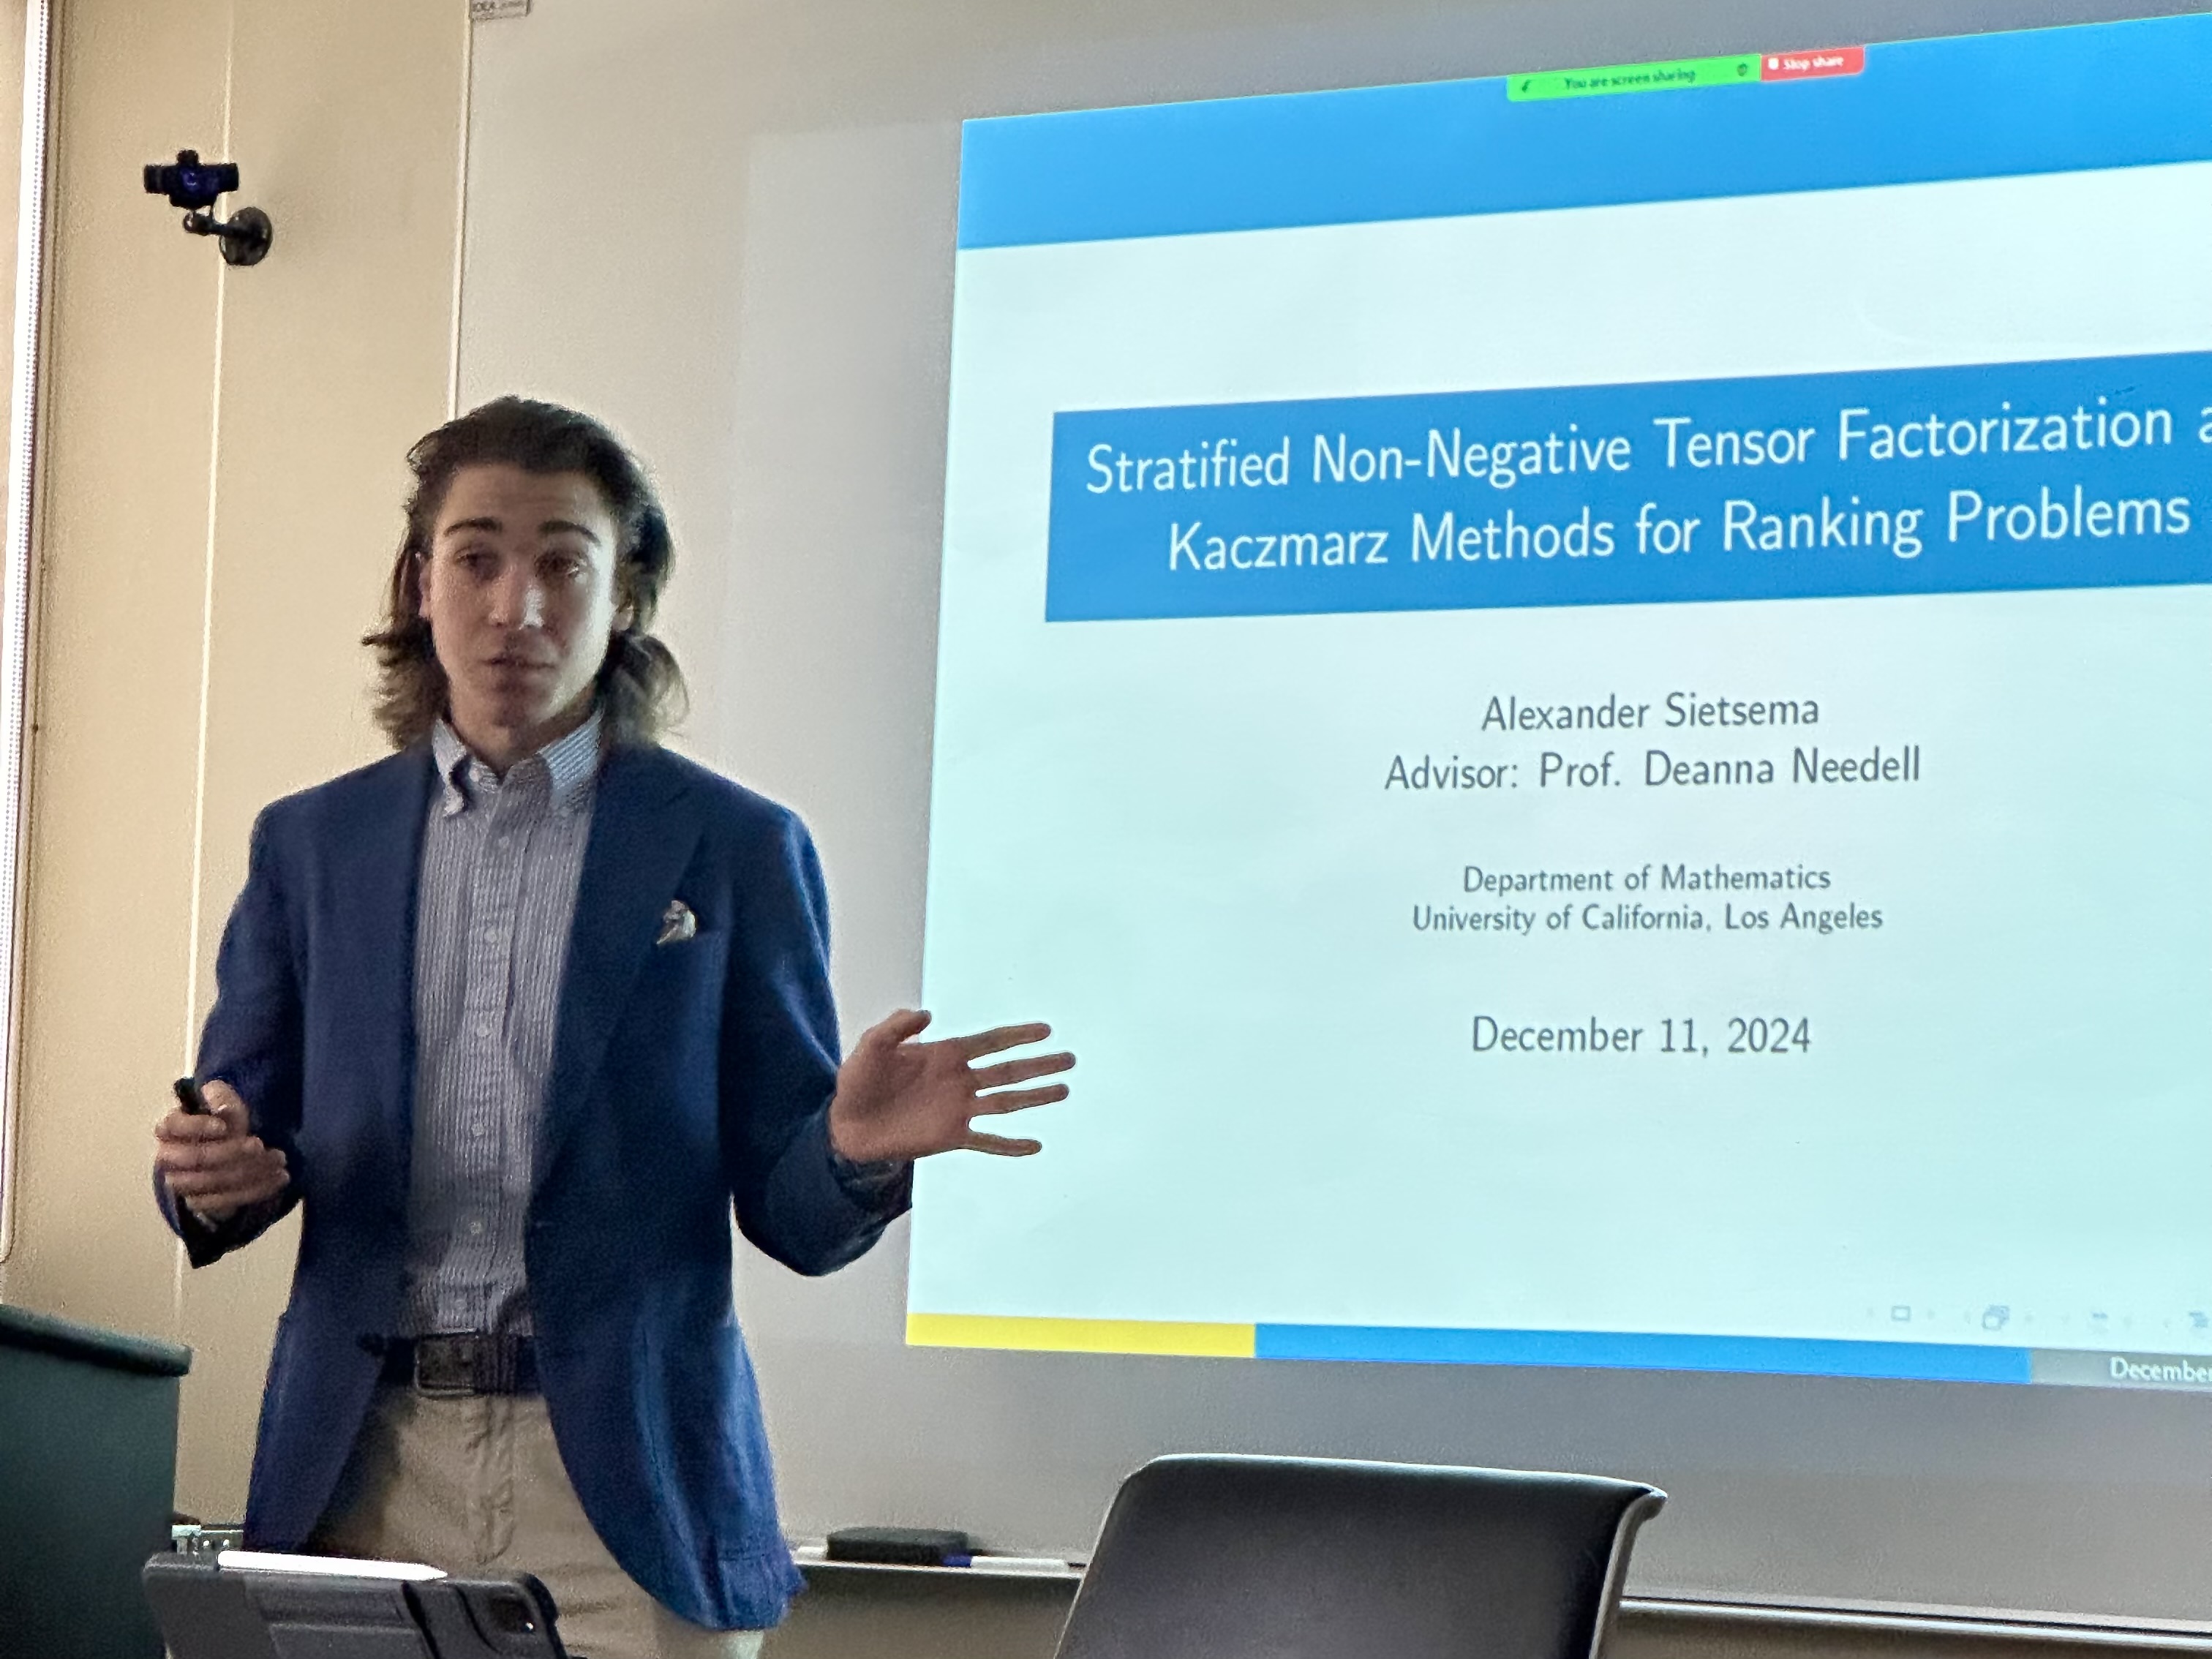 You are screen sharing
Stop share
Stratified Non-Negative Tensor Factorization
Kaczmarz Methods for Ranking Problems
Alexander Sietsema
Advisor: Prof. Deanna Needell
Department of Mathematics
University of California, Los Angeles
December 11, 2024
December